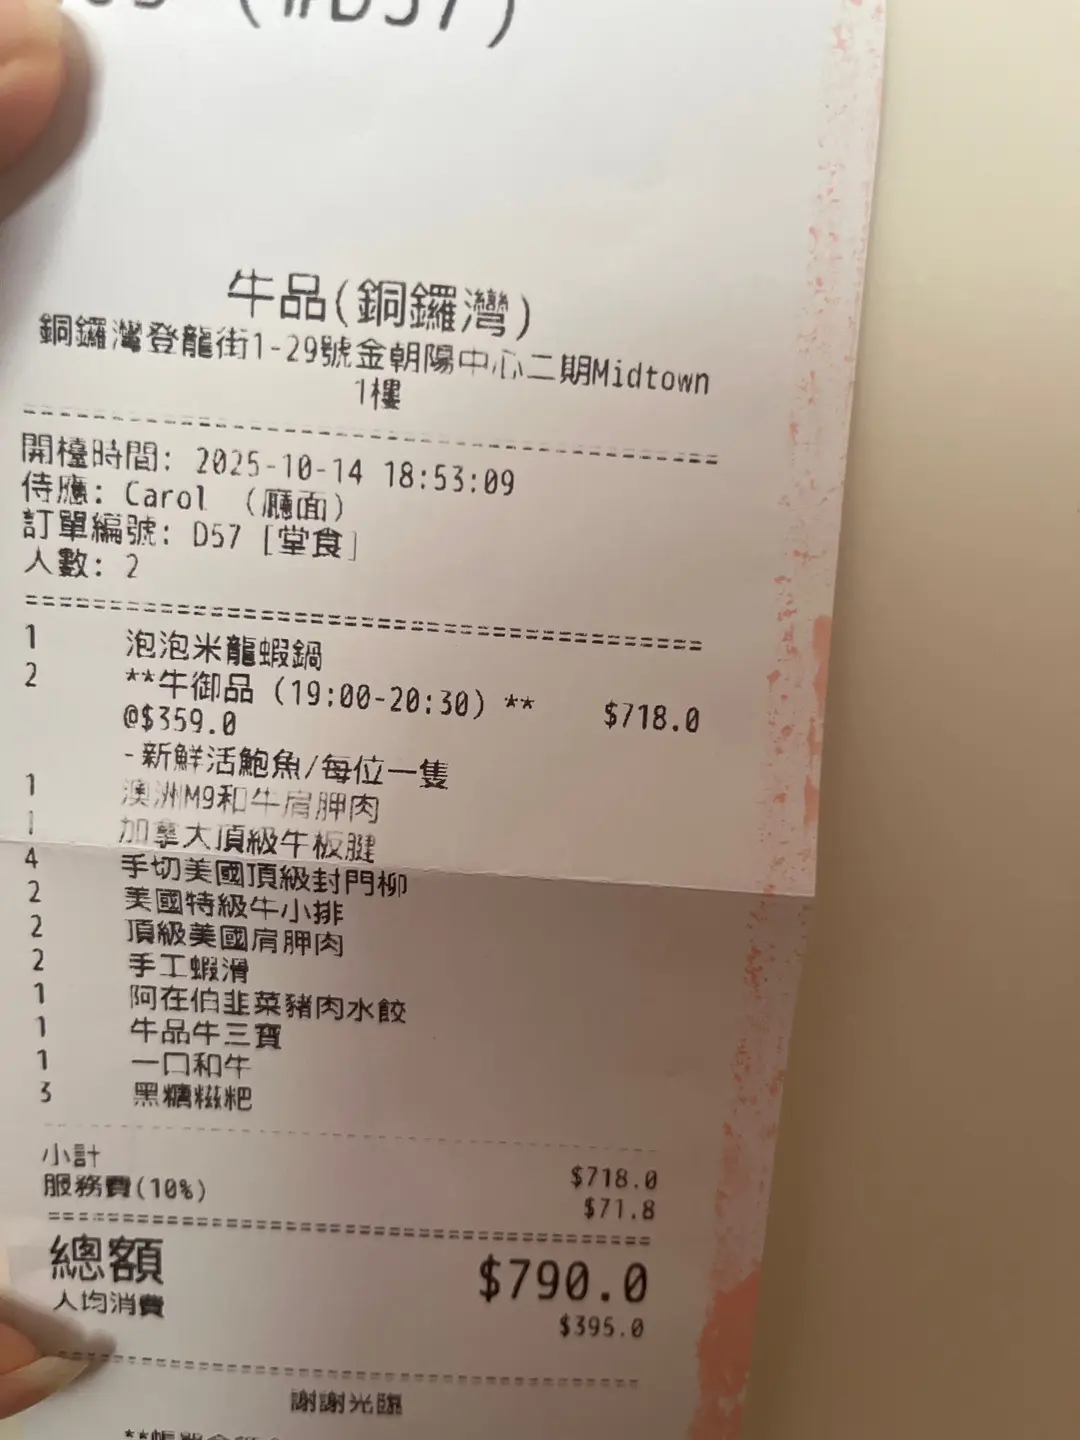 (#D57)
牛品(銅鑼灣)
銅鑼灣登龍街1-29號金朝陽中心二期Midtown
1樓
開檯時間: 2025-10-14 18:53:09
侍應: Carol （廳面）
訂單編號: D57 [堂食]
人數: 2
1 泡泡米龍蝦鍋
2 **牛御品 (19:00-20:30) ** $718.0
@$359.0
-新鮮活鮑魚/每位一隻
1 澳洲M9和牛肩胛肉
1 加拿大頂級牛板腱
4 手切美國頂級封門柳
2 美國特級牛小排
2 頂級美國肩胛肉
2 手工蝦滑
1 阿在伯韭菜豬肉水餃
1 牛品牛三寶
1 一口和牛
3 黑糖糍粑
小計 $718.0
服務費(10%) $71.8
總額 $790.0
人均消費 $395.0
謝謝光臨